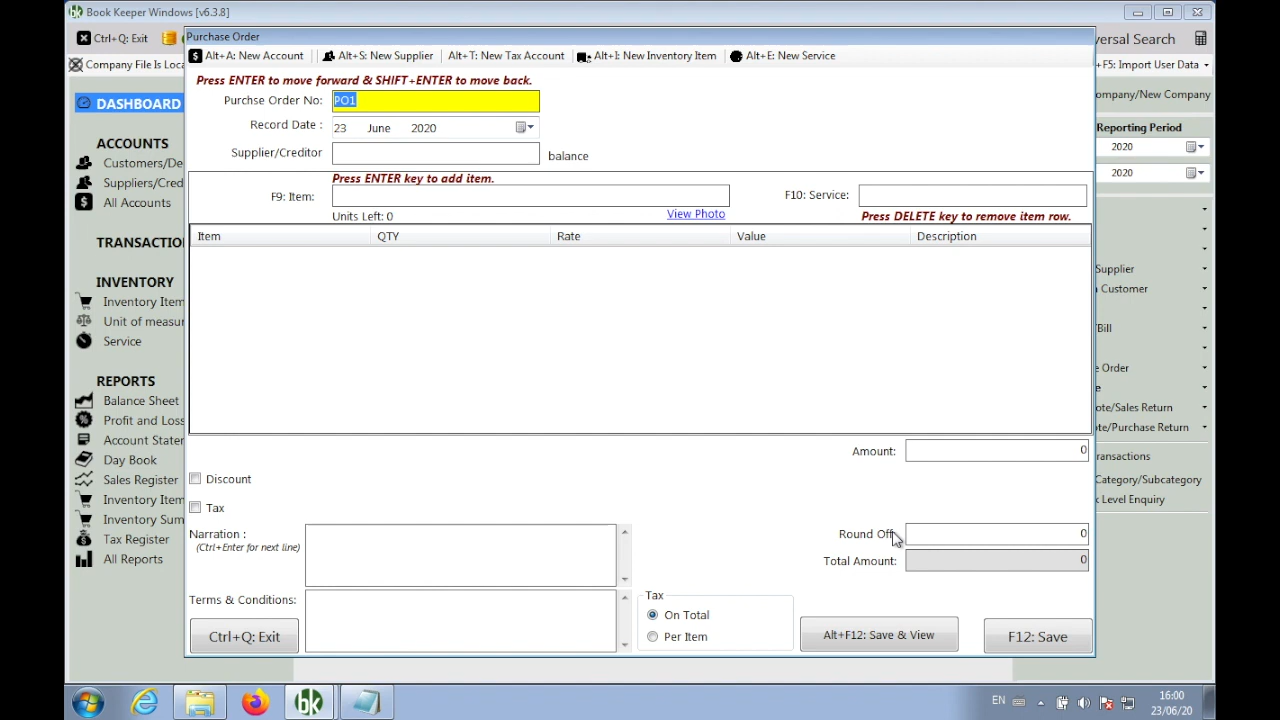 Book Keeper Windows [v6.3.8]
Ctrl+Q: Exit
versal Search
Company File Is Loca
+F5: Import User Data
Purchase Order
Alt+A: New Account
Alt+S: New Supplier
Alt+T: New Tax Account
Alt+I: New Inventory Item
Alt+E: New Service
Press ENTER to move forward & SHIFT+ENTER to move back.
Purchse Order No:
PO1
Record Date :
23 June 2020
Supplier/Creditor
balance
Press ENTER key to add item.
F9: Item:
F10: Service:
Units Left: 0
View Photo
Press DELETE key to remove item row.
Item QTY Rate Value Description
Amount: 0
Discount
Tax
Narration :
(Ctrl+Enter for next line)
Round Off 0
Total Amount: 0
Terms & Conditions:
Tax
On Total
Per Item
Ctrl+Q: Exit
Alt+F12: Save & View
F12: Save
DASHBOARD
ACCOUNTS
Customers/De
Suppliers/Cred
All Accounts
TRANSACTIO
INVENTORY
Inventory Item
Unit of measur
Service
REPORTS
Balance Sheet
Profit and Loss
Account Statem
Day Book
Sales Register
Inventory Item
Inventory Sum
Tax Register
All Reports
ompany/New Company
Reporting Period
2020
2020
Supplier
a Customer
/Bill
e Order
e
ote/Sales Return
ote/Purchase Return
ansactions
Category/Subcategory
Level Enquiry
EN
16:00
23/06/20